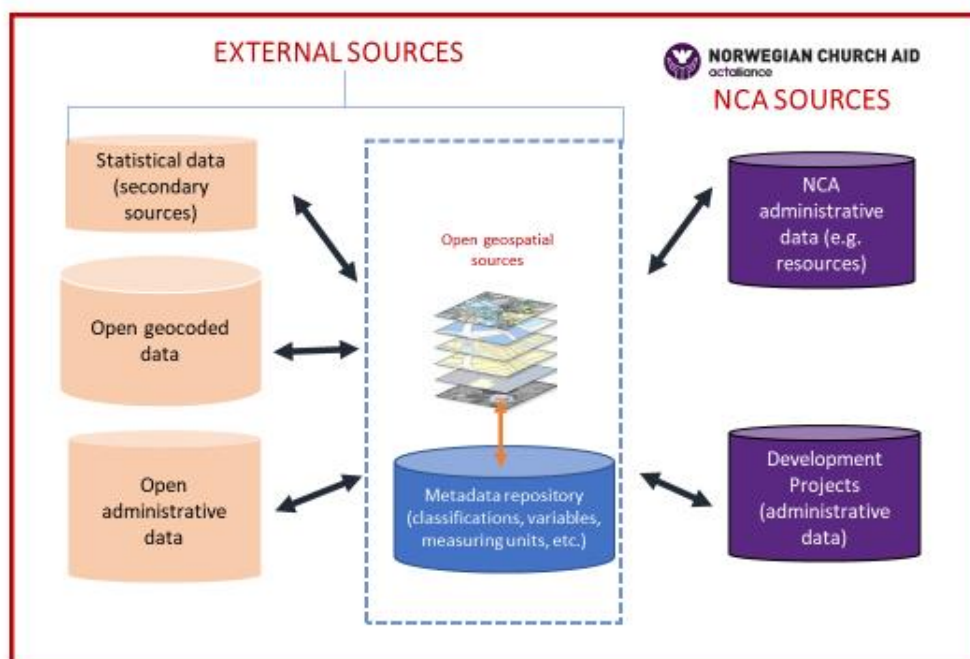 EXTERNAL SOURCES
NORWEGIAN CHURCH AID
actalliance
NCA SOURCES
Statistical data
(secondary
sources)
Open geocoded
data
Open
administrative
data
Open geospatial
sources
Metadata repository
(classifications, variables,
measuring units, etc.)
NCA
administrative
data (e.g.
resources)
Development
Projects
(administrative
data)